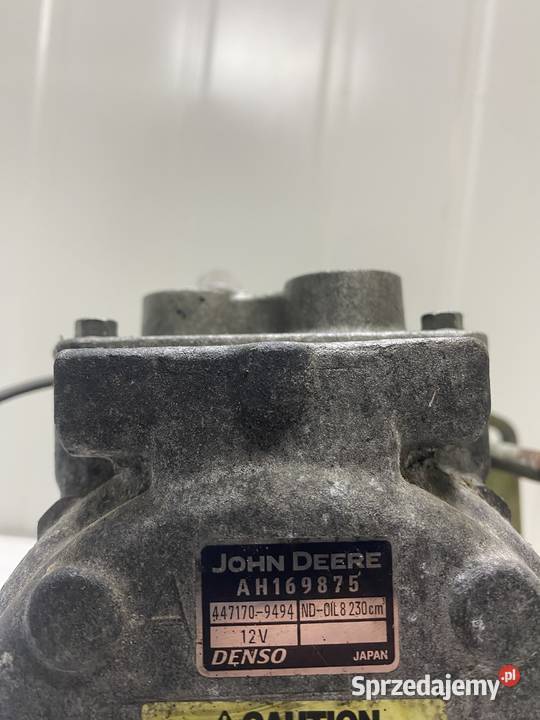 JOHN DEERE
AH169875
447170-9494 ND-OIL8 230cm³
12V
DENSO JAPAN
CAUTION
Sprzedajemy.pl